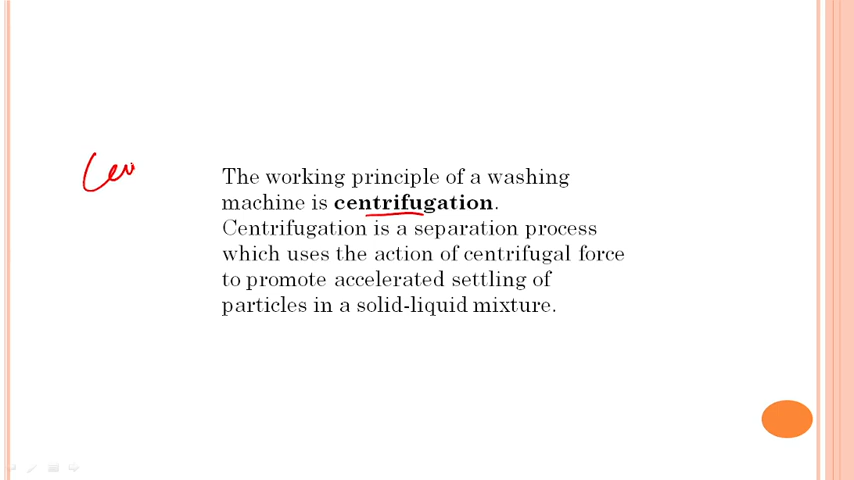 The working principle of a washing
machine is centrifugation.
Centrifugation is a separation process
which uses the action of centrifugal force
to promote accelerated settling of
particles in a solid-liquid mixture.